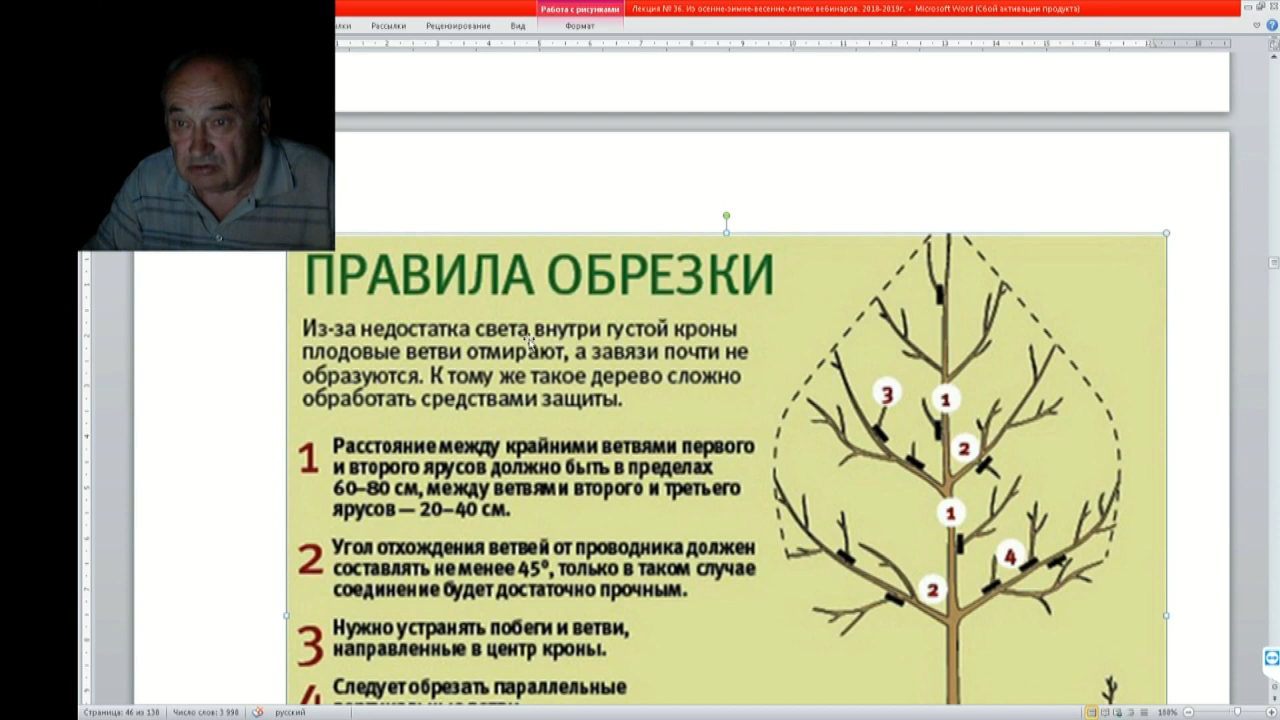 Работа с рисунками
Лекция № 36. Из осенне-зимне-весенне-летних вебинаров. 2018-2019г. - Microsoft Word (Сбой активации продукта)
Рассылки
Рецензирование
Вид
Формат
ПРАВИЛА ОБРЕЗКИ
Из-за недостатка света внутри густой кроны
плодовые ветви отмирают, а завязи почти не
образуются. К тому же такое дерево сложно
обработать средствами защиты.
1 Расстояние между крайними ветвями первого
и второго ярусов должно быть в пределах
60–80 см, между ветвями второго и третьего
ярусов — 20–40 см.
2 Угол отхождения ветвей от проводника должен
составлять не менее 45°, только в таком случае
соединение будет достаточно прочным.
3 Нужно устранять побеги и ветви,
направленные в центр кроны.
4 Следует обрезать параллельные
3
1
2
1
4
2
Страница: 46 из 138
Число слов: 3 998
русский
188%